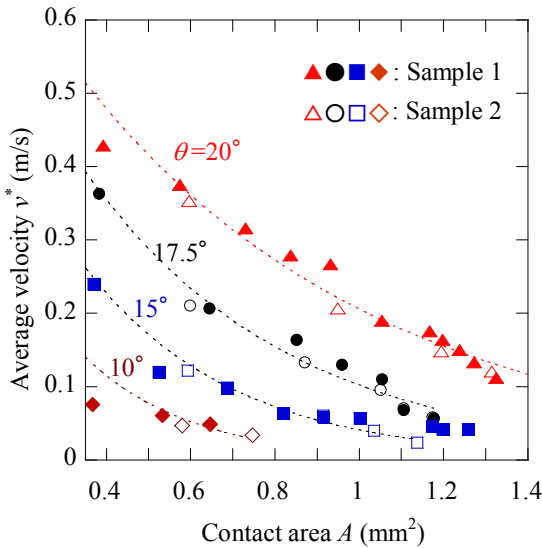 0.6
0.5
0.4
0.3
0.2
0.1
0
Average velocity v* (m/s)
: Sample 1
: Sample 2
θ=20°
17.5°
15°
10°
0.4 0.6 0.8 1 1.2 1.4
Contact area A (mm²)